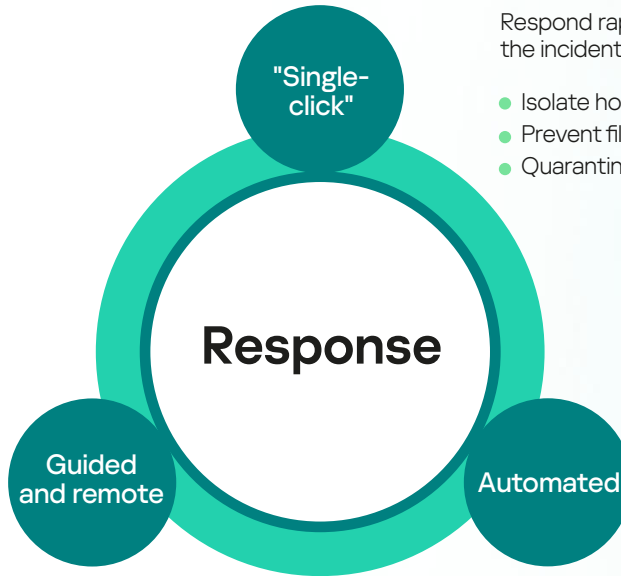 Respond
the incident
"Single-
click"
Isolate
Prevent
Response
Guided
and remote
Automated